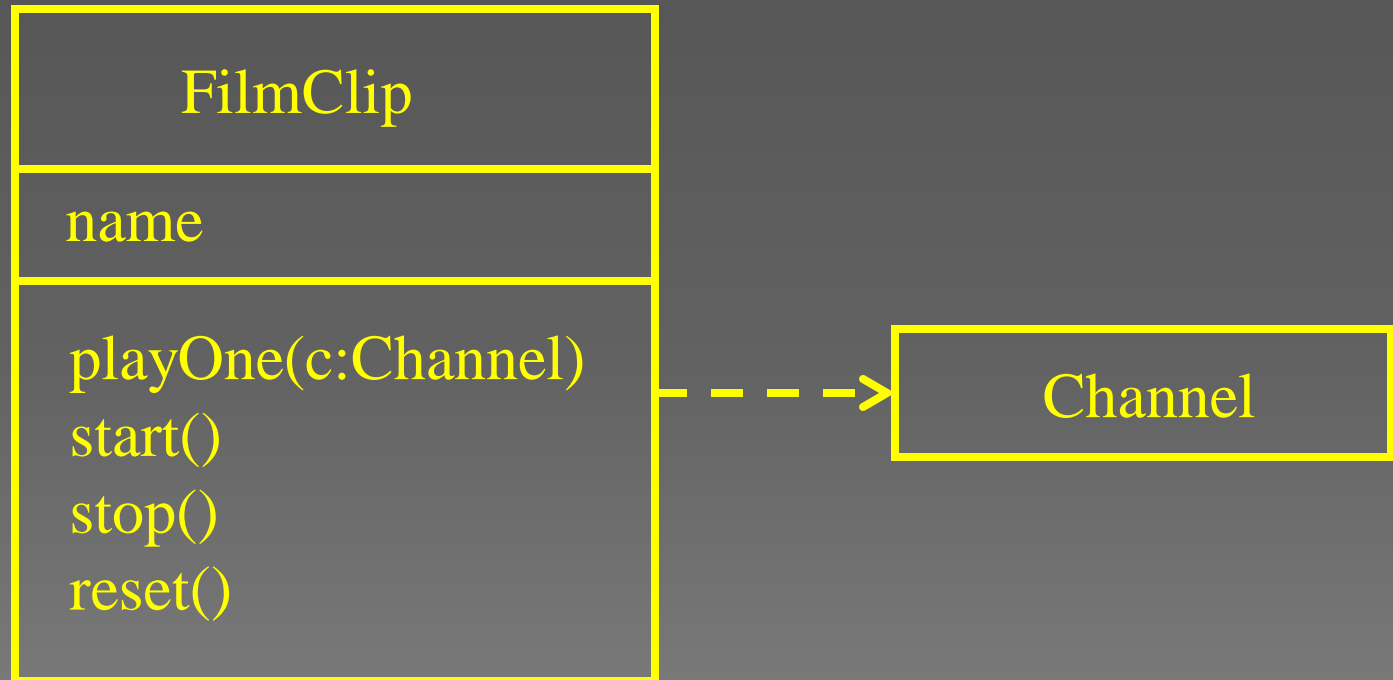 FilmClip
name
playOne(c:Channel)
start()
stop()
reset()
Channel